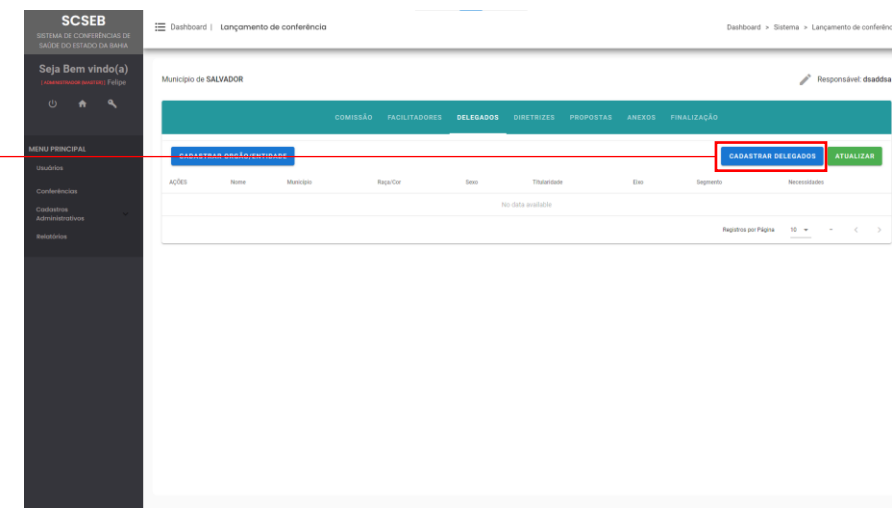 SCSEB
SISTEMA DE CONFERÊNCIAS DE
SAÚDE DO ESTADO DA BAHIA
Seja Bem vindo(a)
[ADMINISTRADOR MASTER] Felipe
MENU PRINCIPAL
Usuários
Conferências
Cadastros
Administrativos
Relatórios
Dashboard | Lançamento de conferência
Dashboard > Sistema > Lançamento de conferênc
Município de SALVADOR
Responsável: dsaddsa
COMISSÃO FACILITADORES DELEGADOS DIRETRIZES PROPOSTAS ANEXOS FINALIZAÇÃO
CADASTRAR ORGÃO/ENTIDADE CADASTRAR DELEGADOS ATUALIZAR
AÇÕES Nome Município Raça/Cor Sexo Titularidade Eixo Segmento Necessidades
No data available
Registros por Página 10 -